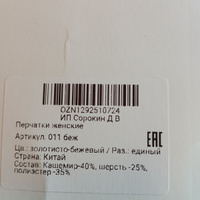 OZN1292510724
ИП Сорокин Д В
Перчатки женские
Артикул: 011 беж
Цв.: золотисто-бежевый / Раз.: единый
Страна: Китай
Состав: Кашемир-40%, шерсть -25%,
полиэстер -35%
EAC